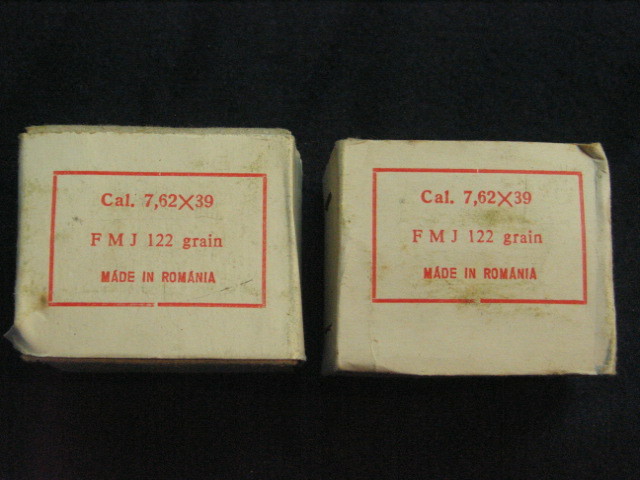 Cal. 7,62X39
F M J 122 grain
MADE IN ROMANIA
Cal. 7,62X39
F M J 122 grain
MADE IN ROMANIA